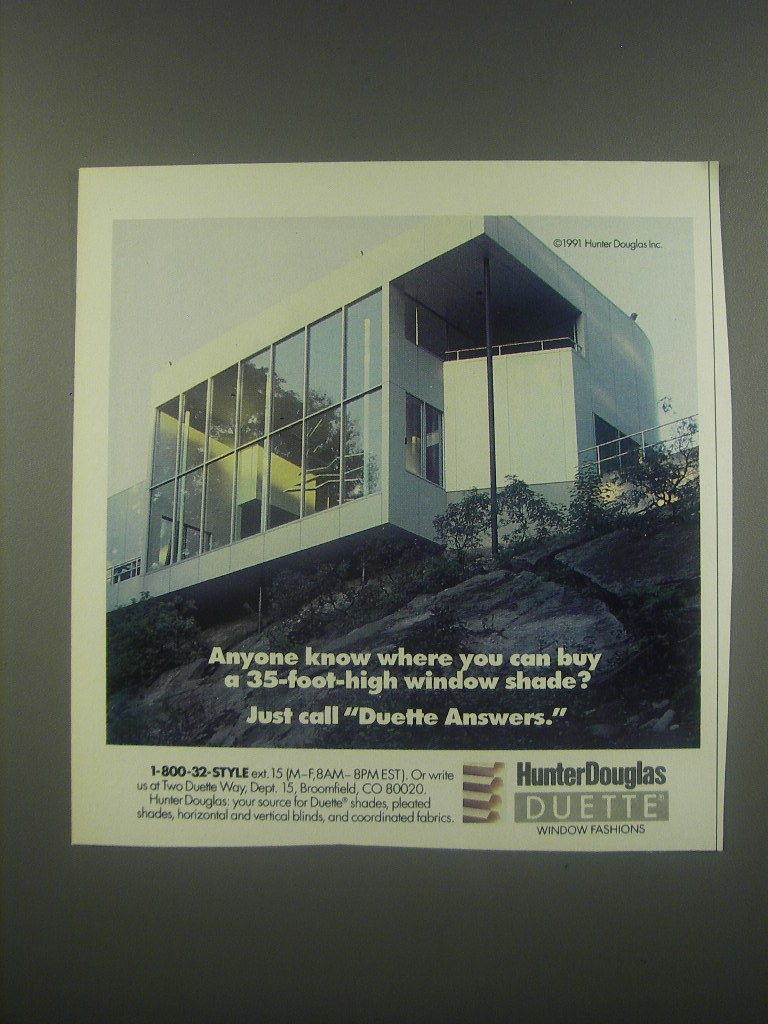 ©1991 Hunter Douglas Inc.
Anyone know where you can buy
a 35-foot-high window shade?
Just call "Duette Answers."
1-800-32-STYLE ext. 15 (M–F, 8AM–8PM EST). Or write
us at Two Duette Way, Dept. 15, Broomfield, CO 80020.
Hunter Douglas: your source for Duette® shades, pleated
shades, horizontal and vertical blinds, and coordinated fabrics.
HunterDouglas
DUETTE
WINDOW FASHIONS